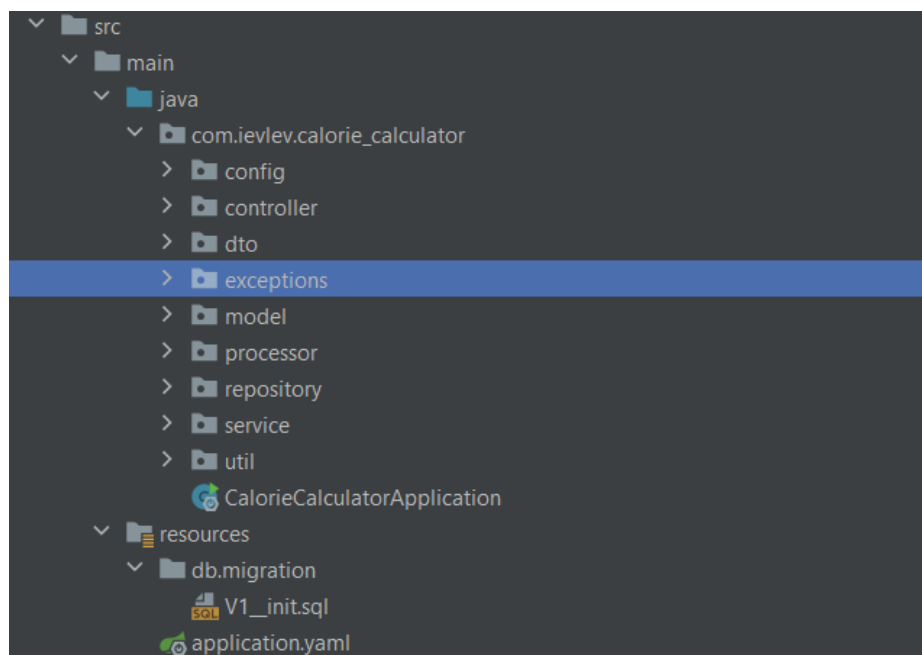 src
main
java
com.ievlev.calorie_calculator
config
controller
dto
exceptions
model
processor
repository
service
util
CalorieCalculatorApplication
resources
db.migration
SQL V1__init.sql
application.yaml